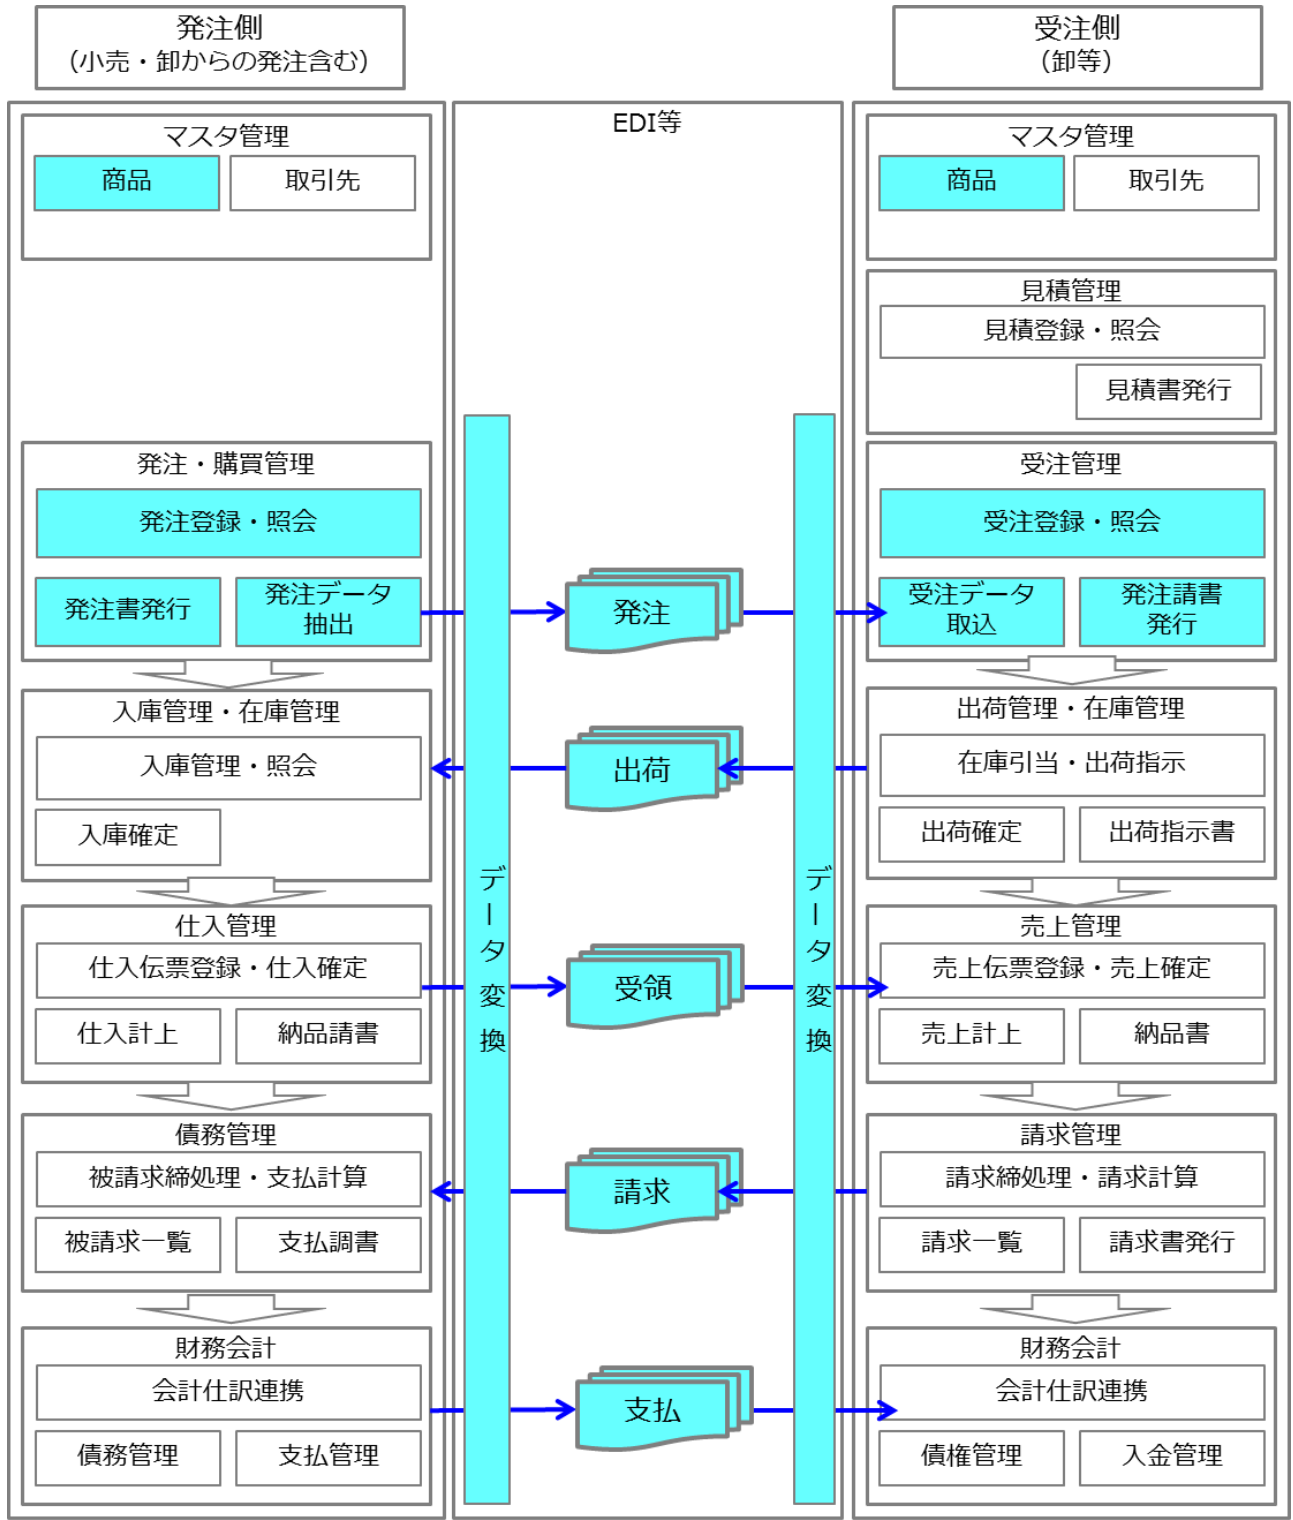 発注側
（小売・卸からの発注含む）
マスタ管理
商品
取引先
発注・購買管理
発注登録・照会
発注書発行
発注データ
抽出
入庫管理・在庫管理
入庫管理・照会
入庫確定
仕入管理
仕入伝票登録・仕入確定
仕入計上
納品請書
債務管理
被請求締処理・支払計算
被請求一覧
支払調書
財務会計
会計仕訳連携
債務管理
支払管理
EDI等
データ変換
発注
出荷
受領
請求
支払
データ変換
受注側
（卸等）
マスタ管理
商品
取引先
見積管理
見積登録・照会
見積書発行
受注管理
受注登録・照会
受注データ
取込
発注請書
発行
出荷管理・在庫管理
在庫引当・出荷指示
出荷確定
出荷指示書
売上管理
売上伝票登録・売上確定
売上計上
納品書
請求管理
請求締処理・請求計算
請求一覧
請求書発行
財務会計
会計仕訳連携
債権管理
入金管理